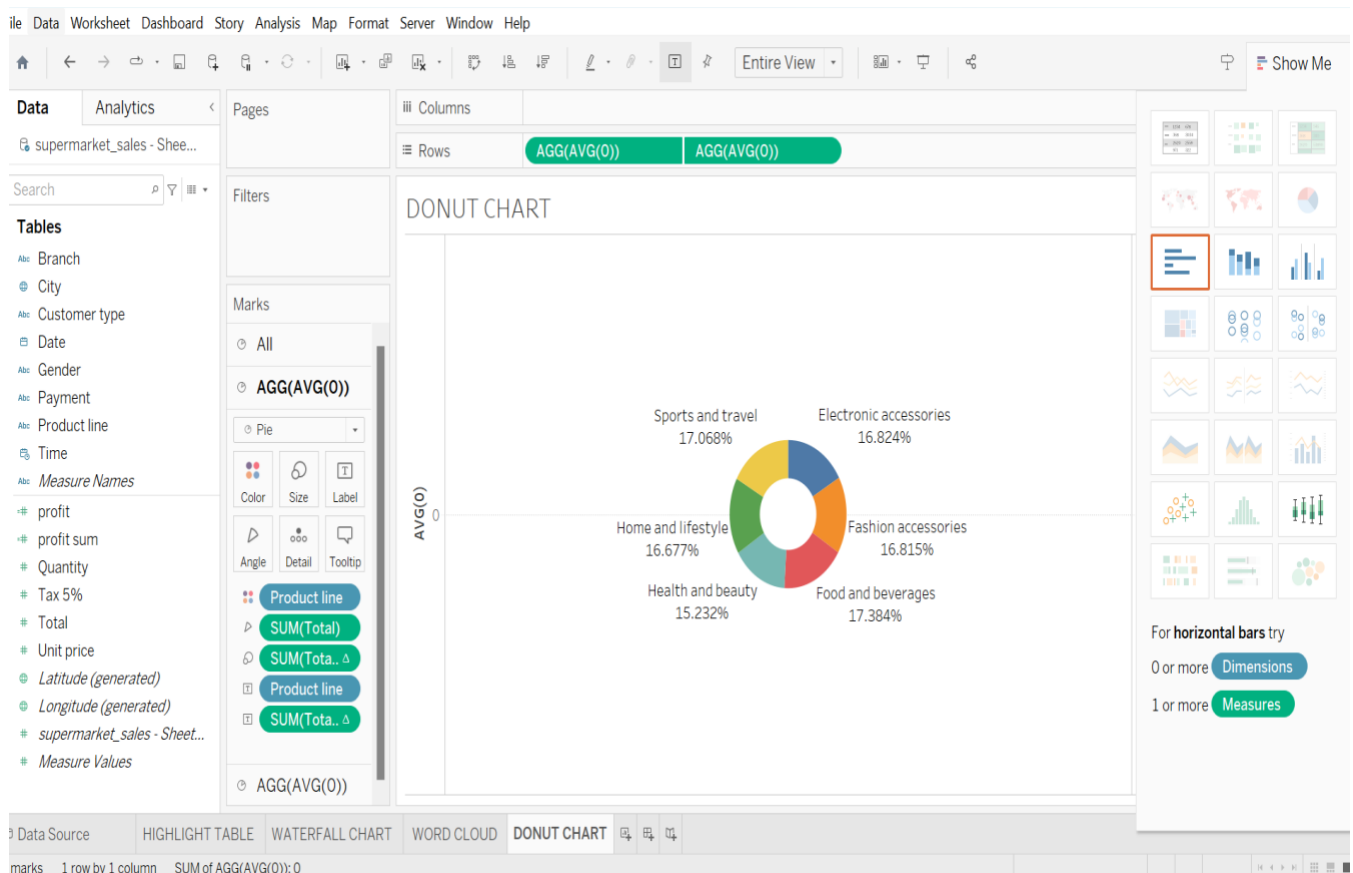 ile Data Worksheet Dashboard Story Analysis Map Format Server Window Help
Entire View
Show Me
Data Analytics
supermarket_sales - Shee...
Search
Tables
Abc Branch
City
Abc Customer type
Date
Abc Gender
Abc Payment
Abc Product line
Time
Abc Measure Names
profit
profit sum
Quantity
Tax 5%
Total
Unit price
Latitude (generated)
Longitude (generated)
supermarket_sales - Sheet...
Measure Values
Pages
Filters
Marks
All
AGG(AVG(0))
Pie
Color Size Label
Angle Detail Tooltip
Product line
SUM(Total)
SUM(Tota.. Δ
Product line
SUM(Tota.. Δ
AGG(AVG(0))
iii Columns
Rows AGG(AVG(0)) AGG(AVG(0))
DONUT CHART
AVG(0)
0
Sports and travel
17.068%
Electronic accessories
16.824%
Home and lifestyle
16.677%
Fashion accessories
16.815%
Health and beauty
15.232%
Food and beverages
17.384%
For horizontal bars try
0 or more Dimensions
1 or more Measures
Data Source HIGHLIGHT TABLE WATERFALL CHART WORD CLOUD DONUT CHART
marks 1 row by 1 column SUM of AGG(AVG(0)): 0